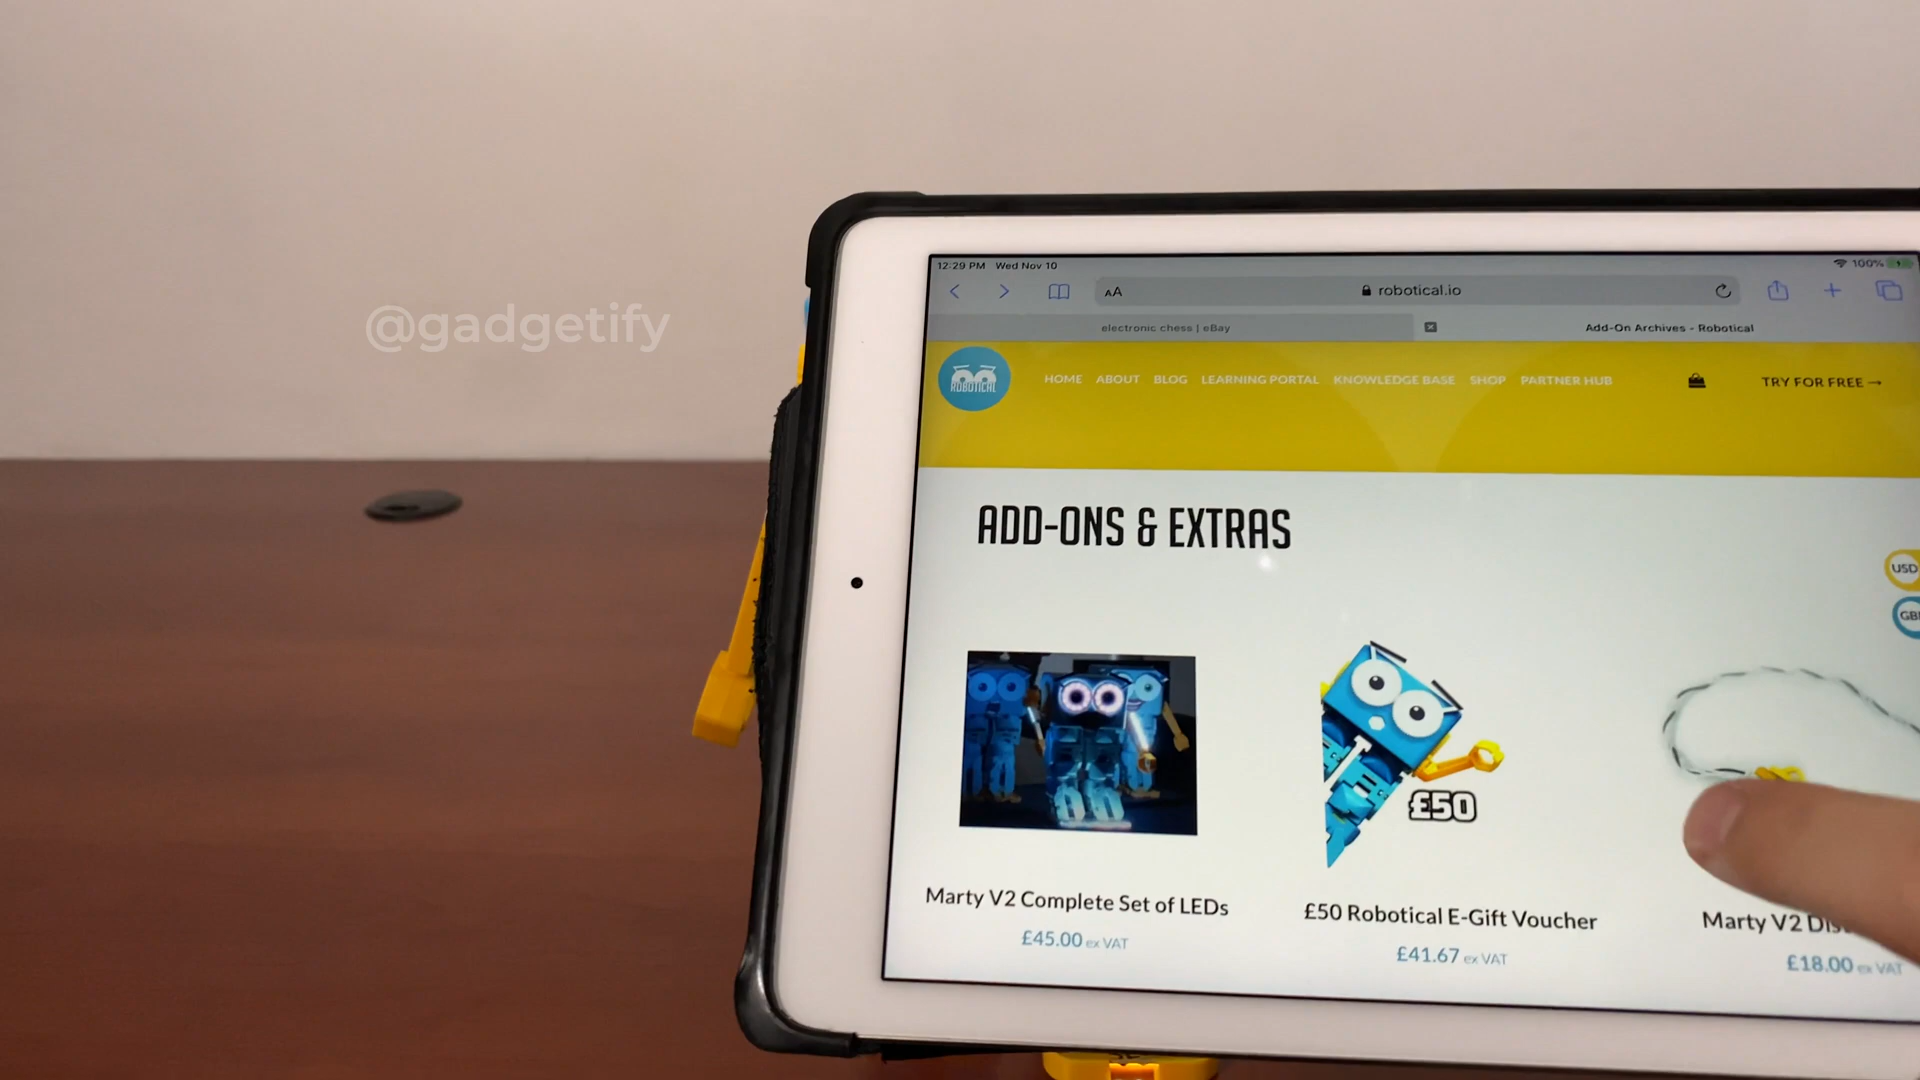 @gadgetify
12:29 PM Wed Nov 10
100%
AA
robotical.io
electronic chess | eBay
Add-On Archives - Robotical
ROBOTICAL
HOME ABOUT BLOG LEARNING PORTAL KNOWLEDGE BASE SHOP PARTNER HUB
TRY FOR FREE →
ADD-ONS & EXTRAS
USD
£50
Marty V2 Complete Set of LEDs
£45.00 ex VAT
£50 Robotical E-Gift Voucher
£41.67 ex VAT
Marty V2
£18.00 ex VAT